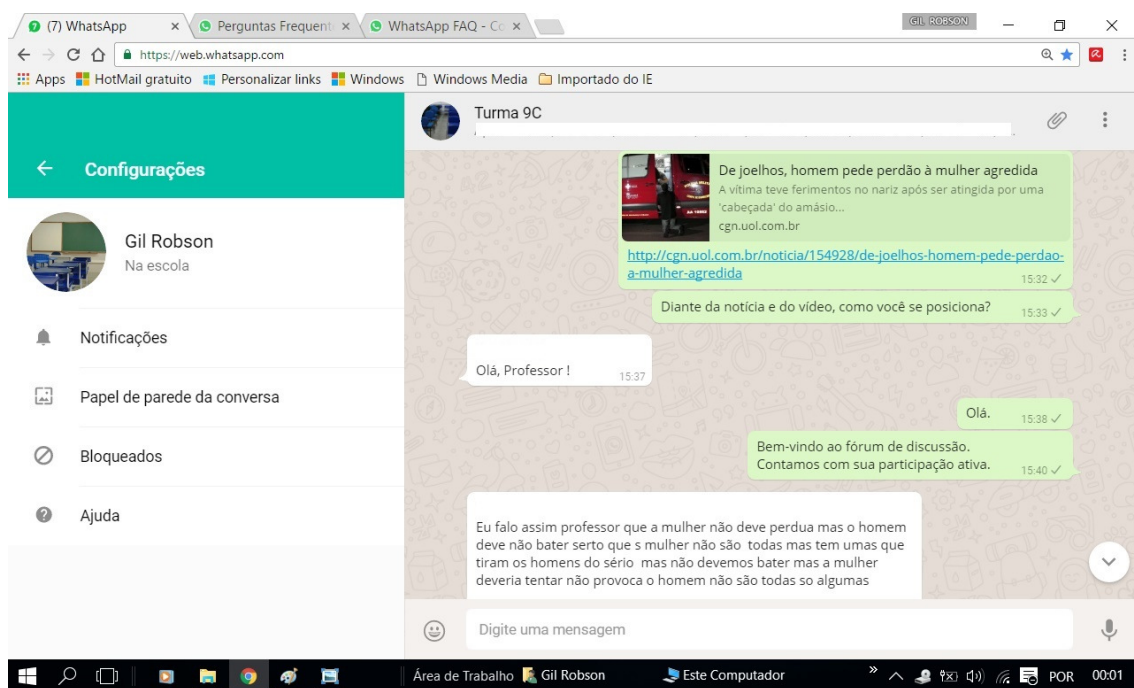 (7) WhatsApp
Perguntas Frequent
WhatsApp FAQ - Co
GIL ROBSON
https://web.whatsapp.com
Apps HotMail gratuito Personalizar links Windows Windows Media Importado do IE
Configurações
Gil Robson
Na escola
Notificações
Papel de parede da conversa
Bloqueados
Ajuda
Turma 9C
De joelhos, homem pede perdão à mulher agredida
A vítima teve ferimentos no nariz após ser atingida por uma
'cabeçada' do amásio...
cgn.uol.com.br
http://cgn.uol.com.br/noticia/154928/de-joelhos-homem-pede-perdao-
a-mulher-agredida
15:32
Diante da notícia e do vídeo, como você se posiciona?
15:33
Olá, Professor !
15:37
Olá.
15:38
Bem-vindo ao fórum de discussão.
Contamos com sua participação ativa.
15:40
Eu falo assim professor que a mulher não deve perdua mas o homem
deve não bater serto que s mulher não são todas mas tem umas que
tiram os homens do sério mas não devemos bater mas a mulher
deveria tentar não provoca o homem não são todas so algumas
Digite uma mensagem
Área de Trabalho Gil Robson Este Computador » POR 00:01